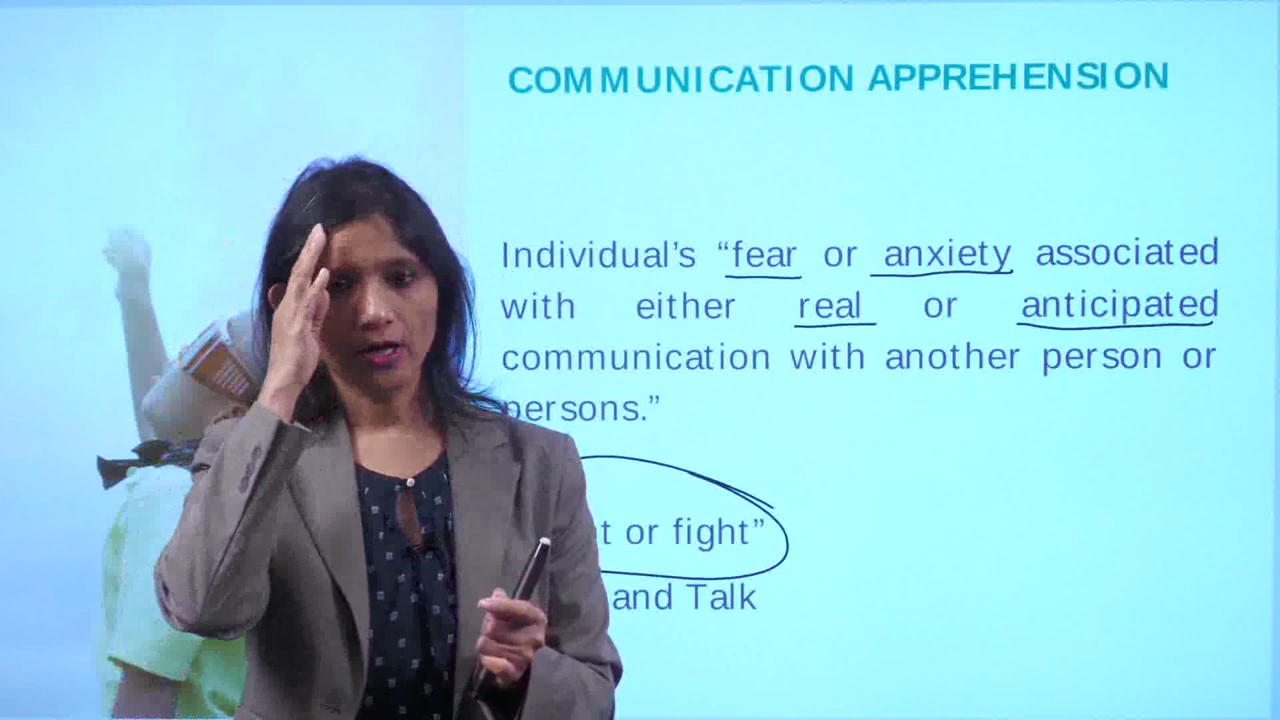 COMMUNICATION APPREHENSION
Individual's “fear or anxiety associated
with either real or anticipated
communication with another person or
persons.”
or fight”
and Talk